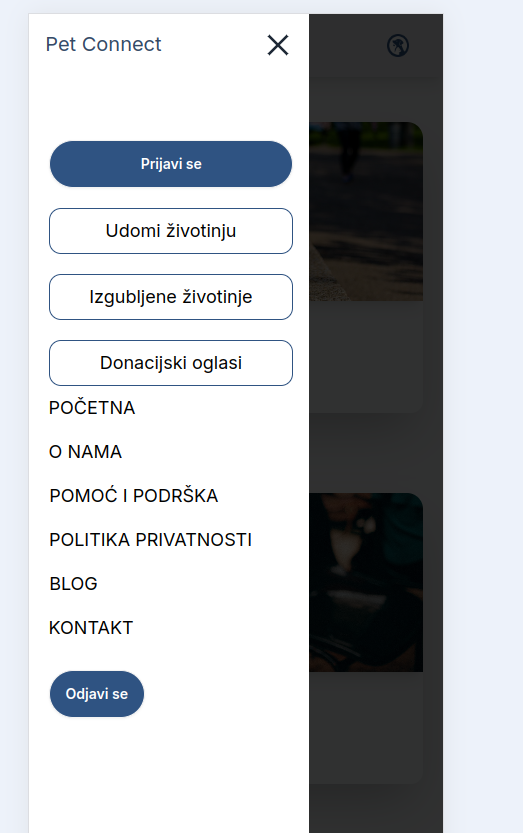 Pet Connect
Prijavi se
Udomi životinju
Izgubljene životinje
Donacijski oglasi
POČETNA
O NAMA
POMOĆ I PODRŠKA
POLITIKA PRIVATNOSTI
BLOG
KONTAKT
Odjavi se